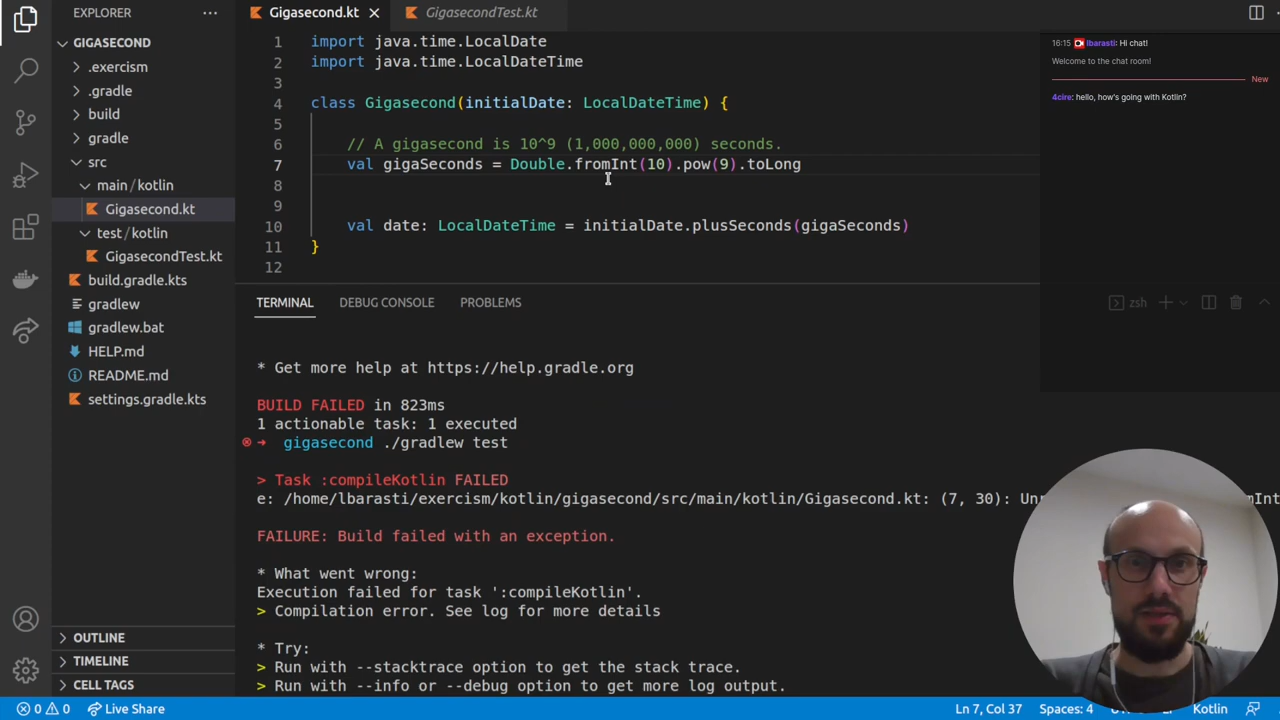 EXPLORER
GIGASECOND
.exercism
.gradle
build
gradle
src
main/kotlin
Gigasecond.kt
test/kotlin
GigasecondTest.kt
build.gradle.kts
gradlew
gradlew.bat
HELP.md
README.md
settings.gradle.kts
OUTLINE
TIMELINE
CELL TAGS
Gigasecond.kt
GigasecondTest.kt
1 import java.time.LocalDate
2 import java.time.LocalDateTime
3
4 class Gigasecond(initialDate: LocalDateTime) {
5
6 // A gigasecond is 10^9 (1,000,000,000) seconds.
7 val gigaSeconds = Double.fromInt(10).pow(9).toLong
8
9
10 val date: LocalDateTime = initialDate.plusSeconds(gigaSeconds)
11 }
12
16:15 lbarasti: Hi chat!
Welcome to the chat room!
New
4cire: hello, how's going with Kotlin?
TERMINAL DEBUG CONSOLE PROBLEMS
zsh
* Get more help at https://help.gradle.org
BUILD FAILED in 823ms
1 actionable task: 1 executed
gigasecond ./gradlew test
> Task :compileKotlin FAILED
e: /home/lbarasti/exercism/kotlin/gigasecond/src/main/kotlin/Gigasecond.kt: (7, 30): Un
FAILURE: Build failed with an exception.
* What went wrong:
Execution failed for task ':compileKotlin'.
> Compilation error. See log for more details
* Try:
> Run with --stacktrace option to get the stack trace.
> Run with --info or --debug option to get more log output.
0 0 Live Share
Ln 7, Col 37 Spaces: 4
Kotlin